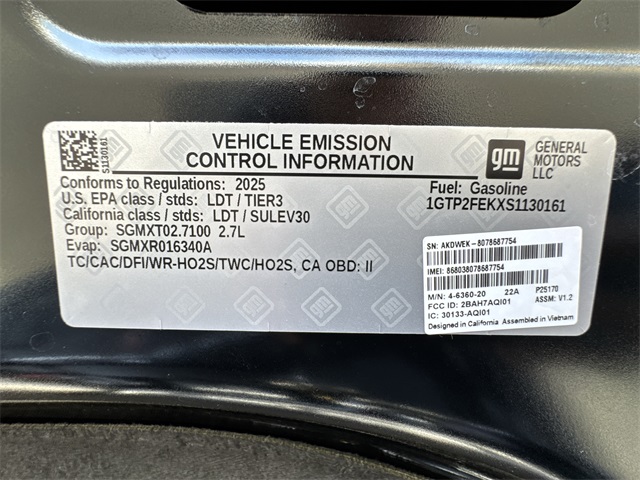 S1130161
VEHICLE EMISSION
CONTROL INFORMATION
gm
GENERAL
MOTORS
LLC
Conforms to Regulations: 2025
U.S. EPA class / stds: LDT / TIER3
California class / stds: LDT / SULEV30
Group: SGMXT02.7100 2.7L
Evap: SGMXR016340A
TC/CAC/DFI/WR-HO2S/TWC/HO2S, CA OBD: II
Fuel: Gasoline
1GTP2FEKXS1130161
SN: AKDWEK-8078687754
IMEI: 868038078687754
M/N: 4-6360-20 22A P25170
FCC ID: 2BAH7AQI01 ASSM: V1.2
IC: 30133-AQI01
Designed in California Assembled in Vietnam